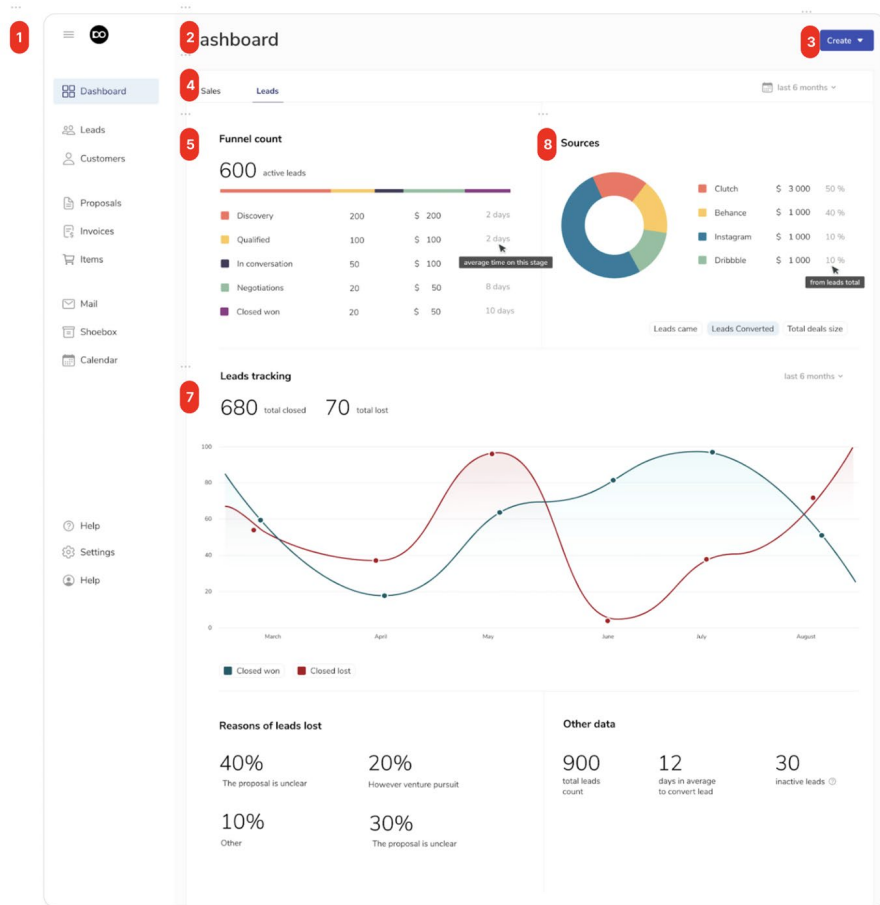 1
2
ashboard
3
Create
Dashboard
Leads
Customers
Proposals
Invoices
Items
Mail
Shoebox
Calendar
Help
Settings
Help
4
Sales
Leads
last 6 months
5
Funnel count
600 active leads
Discovery 200 $ 200 2 days
Qualified 100 $ 100 2 days
In conversation 50 $ 100
average time on this stage
Negotiations 20 $ 50 8 days
Closed won 20 $ 50 10 days
8
Sources
Clutch $ 3 000 50 %
Behance $ 1 000 40 %
Instagram $ 1 000 10 %
Dribbble $ 1 000 10 %
from leads total
Leads came Leads Converted Total deals size
7
Leads tracking
last 6 months
680 total closed 70 total lost
100
80
60
40
20
0
March April May June July August
Closed won Closed lost
Reasons of leads lost
40%
The proposal is unclear
20%
However venture pursuit
10%
Other
30%
The proposal is unclear
Other data
900
total leads
count
12
days in average
to convert lead
30
inactive leads